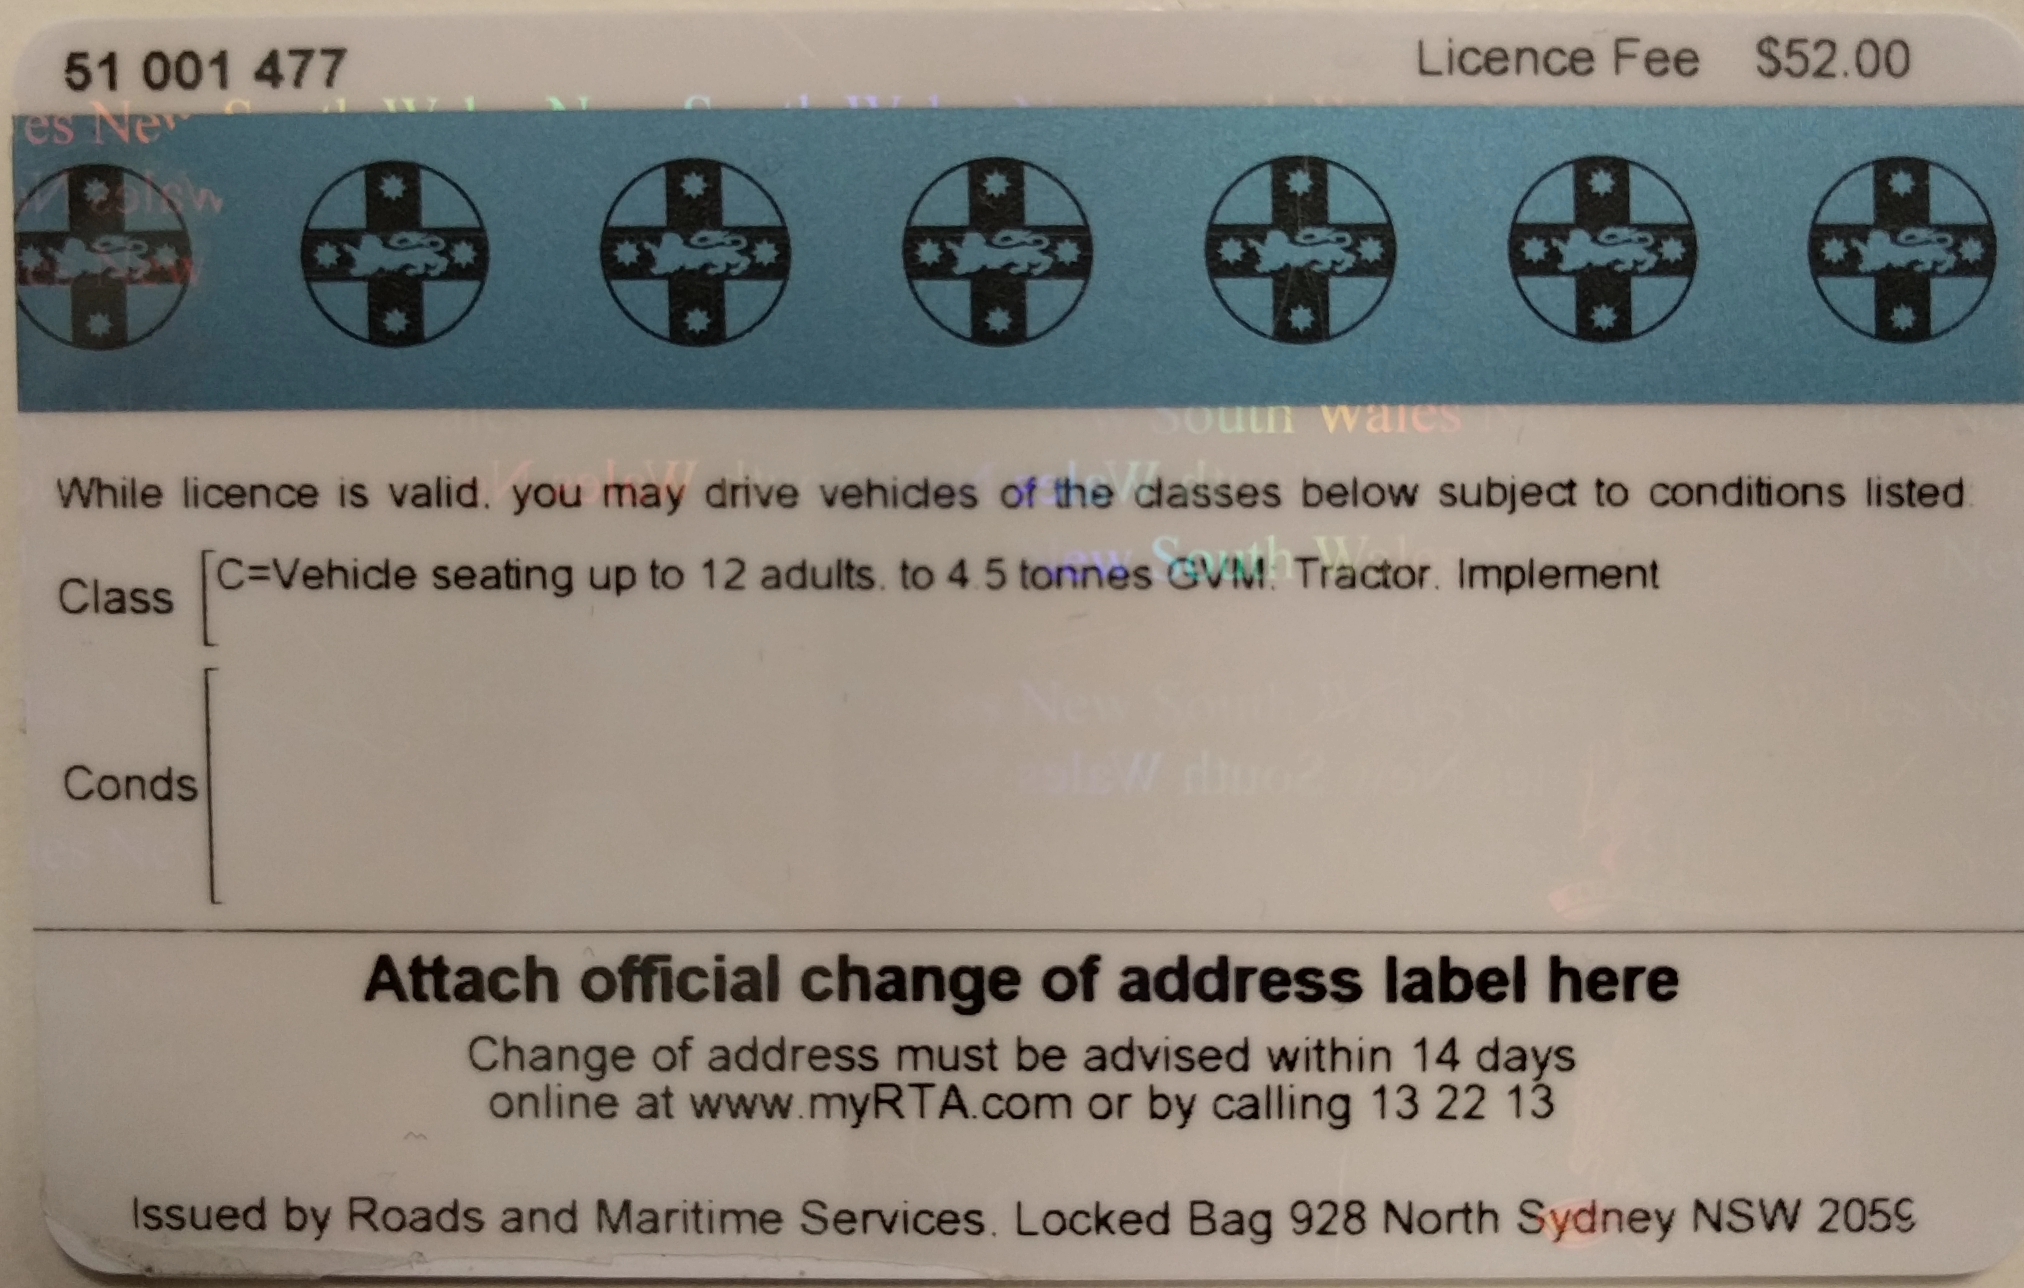 51 001 477
Licence Fee $52.00
While licence is valid. you may drive vehicles of the classes below subject to conditions listed.
Class
C=Vehicle seating up to 12 adults. to 4.5 tonnes GVM. Tractor. Implement
Conds
Attach official change of address label here
Change of address must be advised within 14 days
online at www.myRTA.com or by calling 13 22 13
Issued by Roads and Maritime Services. Locked Bag 928 North Sydney NSW 2059